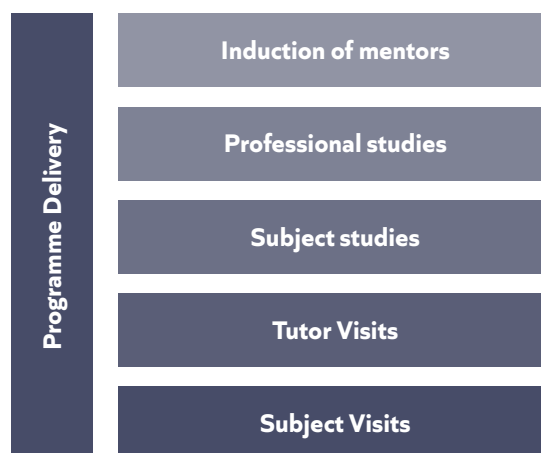 Programme Delivery
Induction of mentors
Professional studies
Subject studies
Tutor Visits
Subject Visits